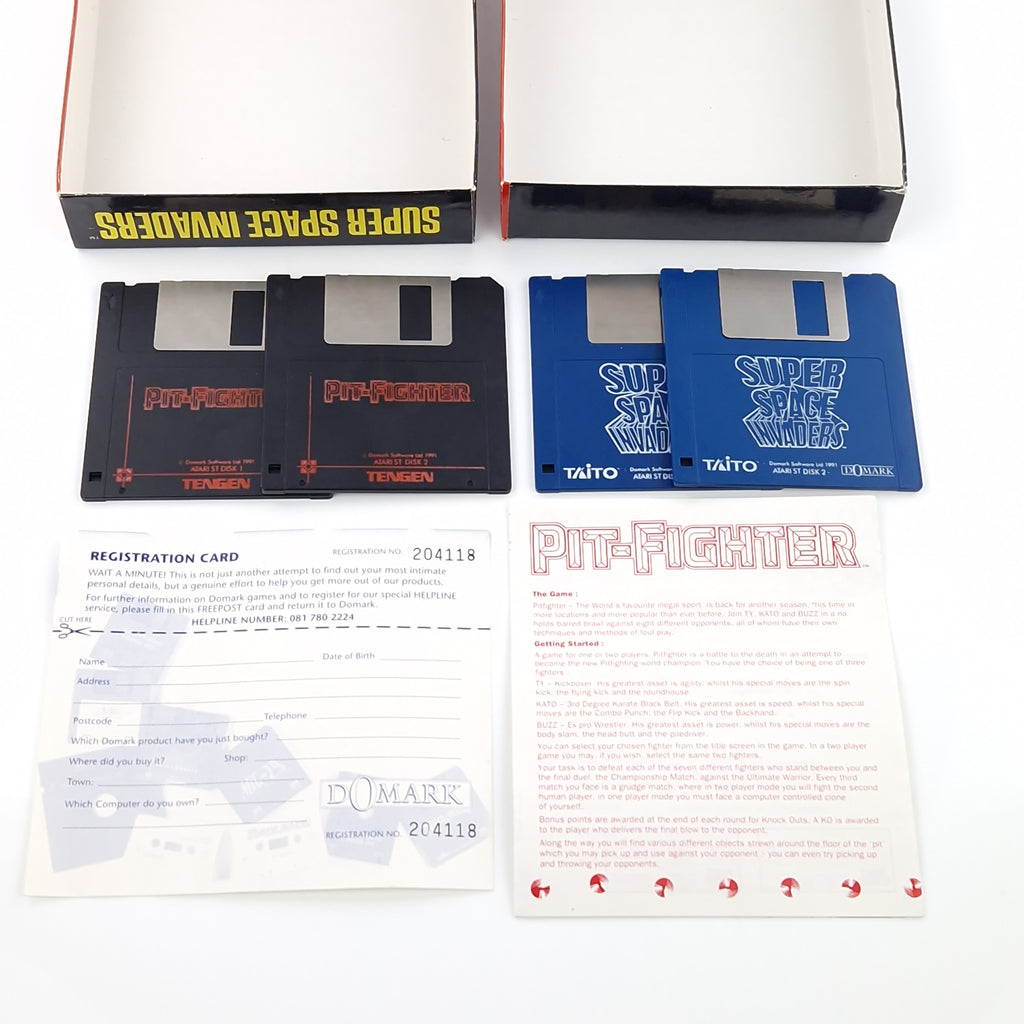 SUPER SPACE INVADERS
TM
PIT-FIGHT
© Domark Software Ltd 1991
ATARI ST DISK 1
TENGEN
PIT-FIGHTER
© Domark Software Ltd 1991
ATARI ST DISK 2
TENGEN
SUP
SPA
INVAD
TAITO
© Domark Softwa
ATARI ST DIS
SUPER
SPACE
INVADERS
TAITO
© Domark Software Ltd 1991
ATARI ST DISK 2
DOMARK
REGISTRATION CARD
REGISTRATION NO. 204118
WAIT A MINUTE! This is not just another attempt to find out your most intimate
personal details, but a genuine effort to help you get more out of our products.
For further information on Domark games and to register for our special HELPLINE
service, please fill in this FREEPOST card and return it to Domark.
CUT HERE
HELPLINE NUMBER: 081 780 2224
Name
Date of Birth
Address
Postcode
Telephone
Which Domark product have you just bought?
Where did you buy it?
Shop:
Town:
Which Computer do you own?
DOMARK
REGISTRATION NO. 204118
PIT-FIGHTER
TM
The Game :
Pitfighter - The World's favourite illegal sport, is back for another season, this time in
more locations and more popular than ever before. Join TY, KATO and BUZZ in a no
holds barred brawl against eight different opponents, all of whom have their own
techniques and methods of foul play.
Getting Started :
A game for one or two players, Pitfighter is a battle to the death in an attempt to
become the new Pitfighting world champion. You have the choice of being one of three
fighters :
TY - Kickboxer. His greatest asset is agility, whilst his special moves are the spin
kick, the flying kick and the roundhouse.
KATO - 3rd Degree Karate Black Belt. His greatest asset is speed, whilst his special
moves are the Combo Punch, the Flip Kick and the Backhand.
BUZZ - Ex pro Wrestler. His greatest asset is power, whilst his special moves are the
body slam, the head butt and the piledriver.
You can select your chosen fighter from the title screen in the game. In a two player
game you may, if you wish, select the same two fighters.
Your task is to defeat each of the seven different fighters who stand between you and
the final duel, the Championship Match, against the Ultimate Warrior. Every third
match you face is a grudge match, where in two player mode you will fight the second
human player, in one player mode you must face a computer controlled clone
of yourself.
Bonus points are awarded at the end of each round for Knock Outs. A KO is awarded
to the player who delivers the final blow to the opponent.
Along the way you will find various different objects strewn around the floor of the 'pit'
which you may pick up and use against your opponent - you can even try picking up
and throwing your opponents.